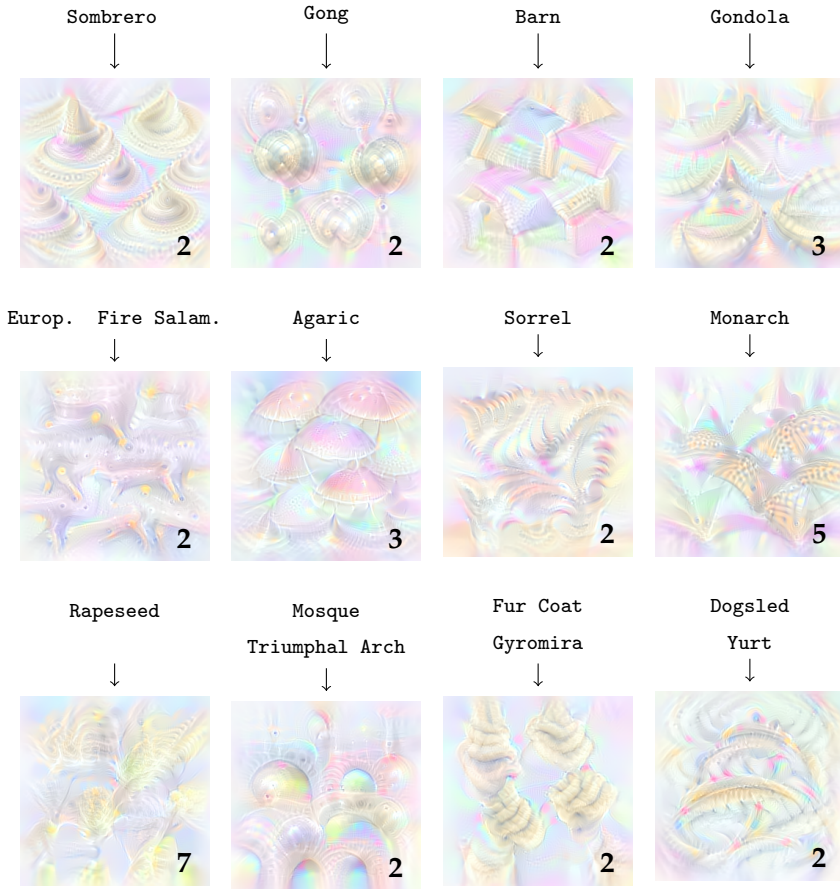 Sombrero Gong Barn Gondola
2 2 2 3
Europ. Fire Salam. Agaric Sorrel Monarch
2 3 2 5
Rapeseed Mosque Fur Coat Dogsled
Triumphal Arch Gyromira Yurt
7 2 2 2